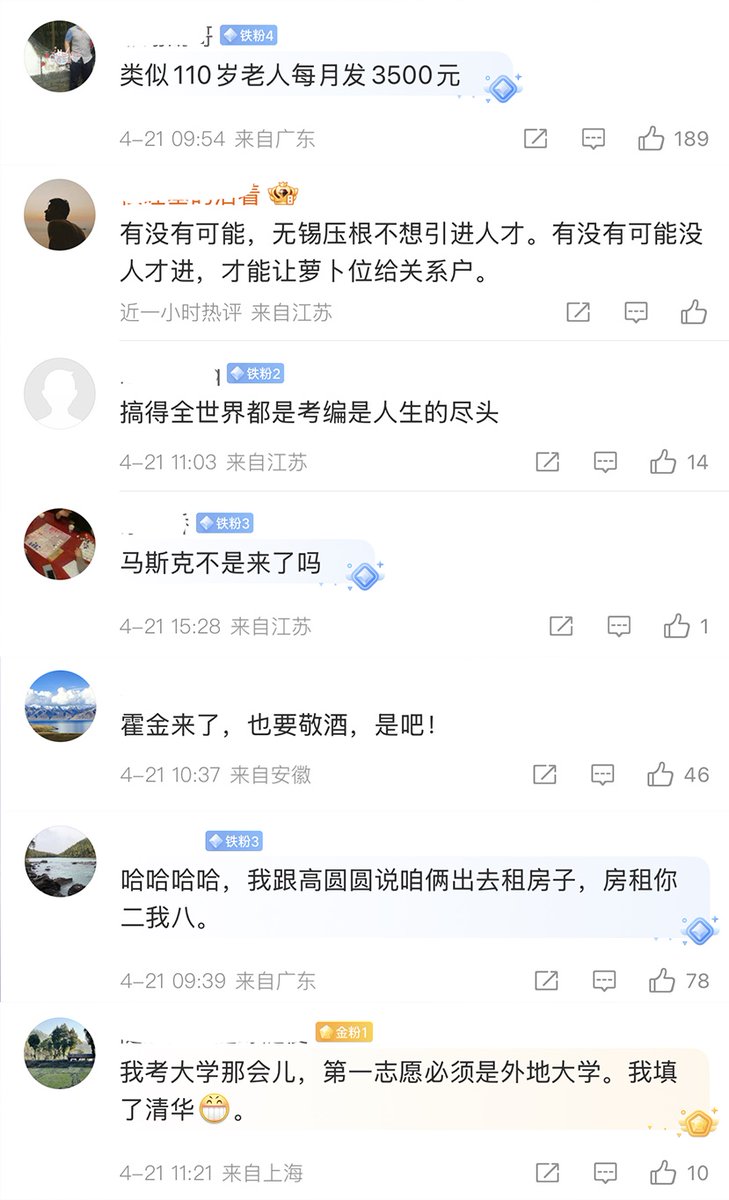 铁粉4
类似110岁老人每月发3500元
4-21 09:54 来自广东
189
有没有可能，无锡压根不想引进人才。有没有可能没
人才进，才能让萝卜位给关系户。
近一小时热评 来自江苏
铁粉2
搞得全世界都是考编是人生的尽头
4-21 11:03 来自江苏
14
铁粉3
马斯克不是来了吗
4-21 15:28 来自江苏
1
霍金来了，也要敬酒，是吧！
4-21 10:37 来自安徽
46
铁粉3
哈哈哈哈，我跟高圆圆说咱俩出去租房子，房租你
二我八。
4-21 09:39 来自广东
78
金粉1
我考大学那会儿，第一志愿必须是外地大学。我填
了清华😁。
4-21 11:21 来自上海
10